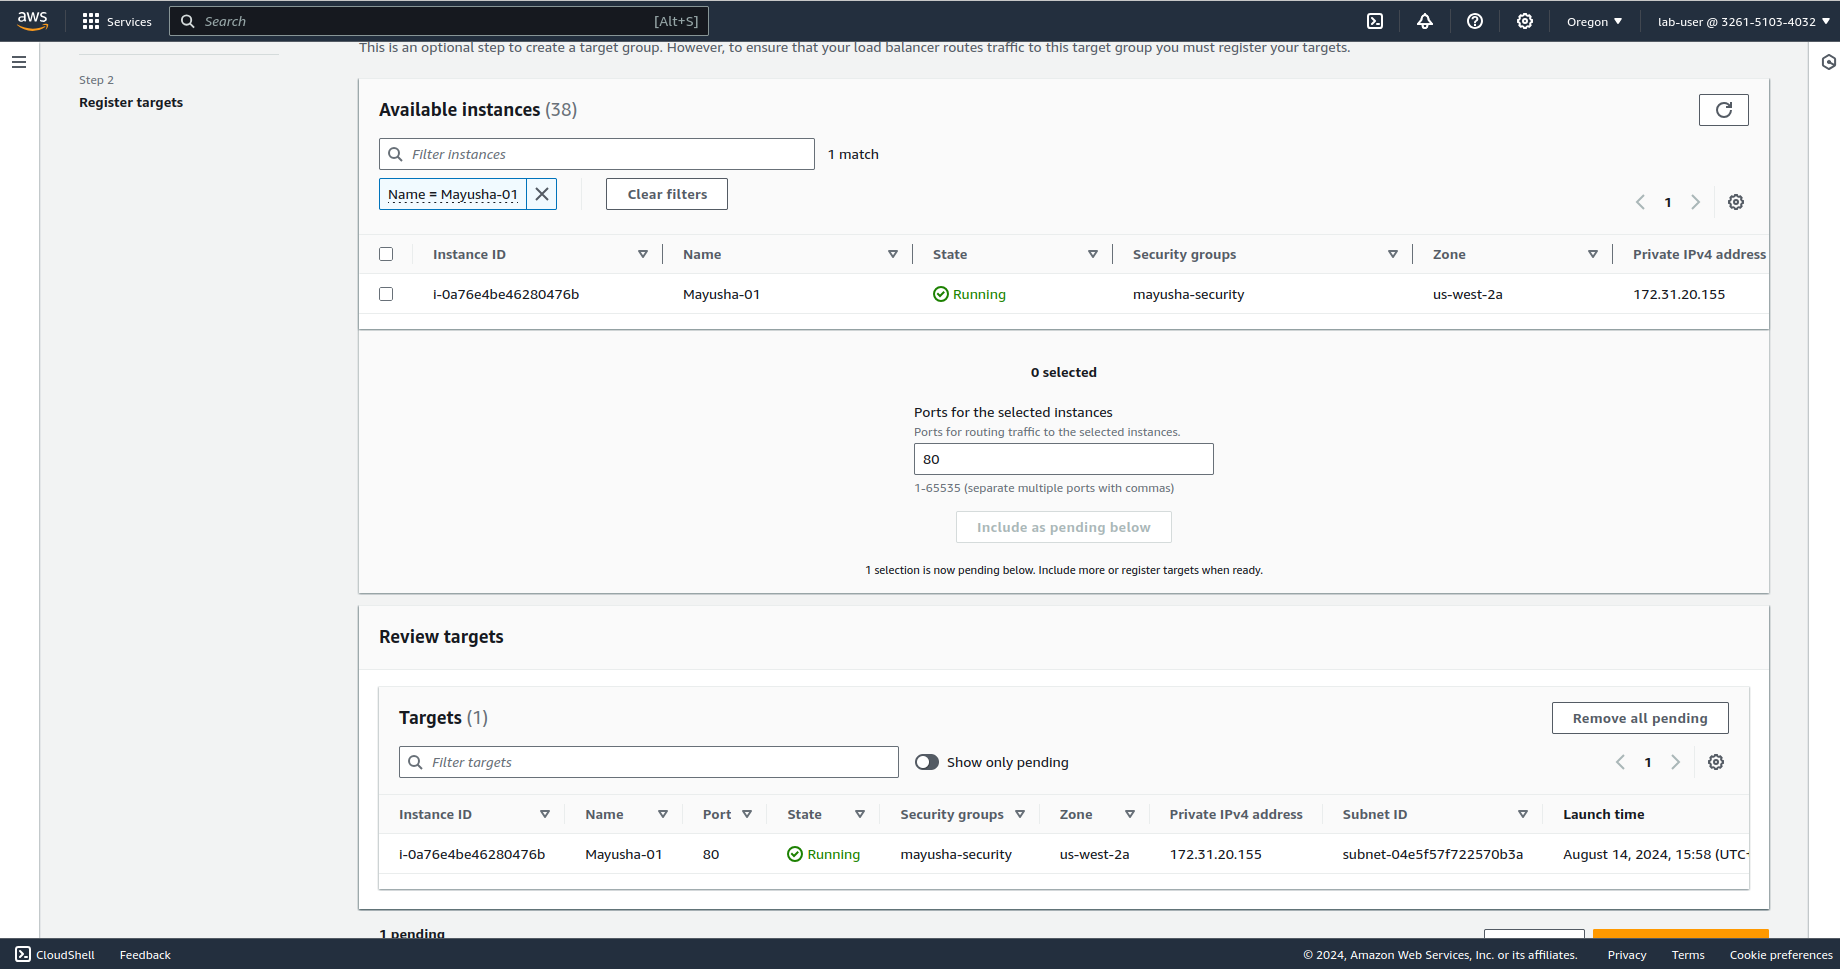 aws
Services
Search
[Alt+S]
Oregon
lab-user @ 3261-5103-4032
This is an optional step to create a target group. However, to ensure that your load balancer routes traffic to this target group you must register your targets.
Step 2
Register targets
Available instances (38)
Filter instances
1 match
Name = Mayusha-01
Clear filters
1
Instance ID Name State Security groups Zone Private IPv4 address
i-0a76e4be46280476b Mayusha-01 Running mayusha-security us-west-2a 172.31.20.155
0 selected
Ports for the selected instances
Ports for routing traffic to the selected instances.
80
1-65535 (separate multiple ports with commas)
Include as pending below
1 selection is now pending below. Include more or register targets when ready.
Review targets
Targets (1)
Remove all pending
Filter targets
Show only pending
1
Instance ID Name Port State Security groups Zone Private IPv4 address Subnet ID Launch time
i-0a76e4be46280476b Mayusha-01 80 Running mayusha-security us-west-2a 172.31.20.155 subnet-04e5f57f722570b3a August 14, 2024, 15:58 (UTC
1 pending
CloudShell
Feedback
© 2024, Amazon Web Services, Inc. or its affiliates.
Privacy
Terms
Cookie preferences